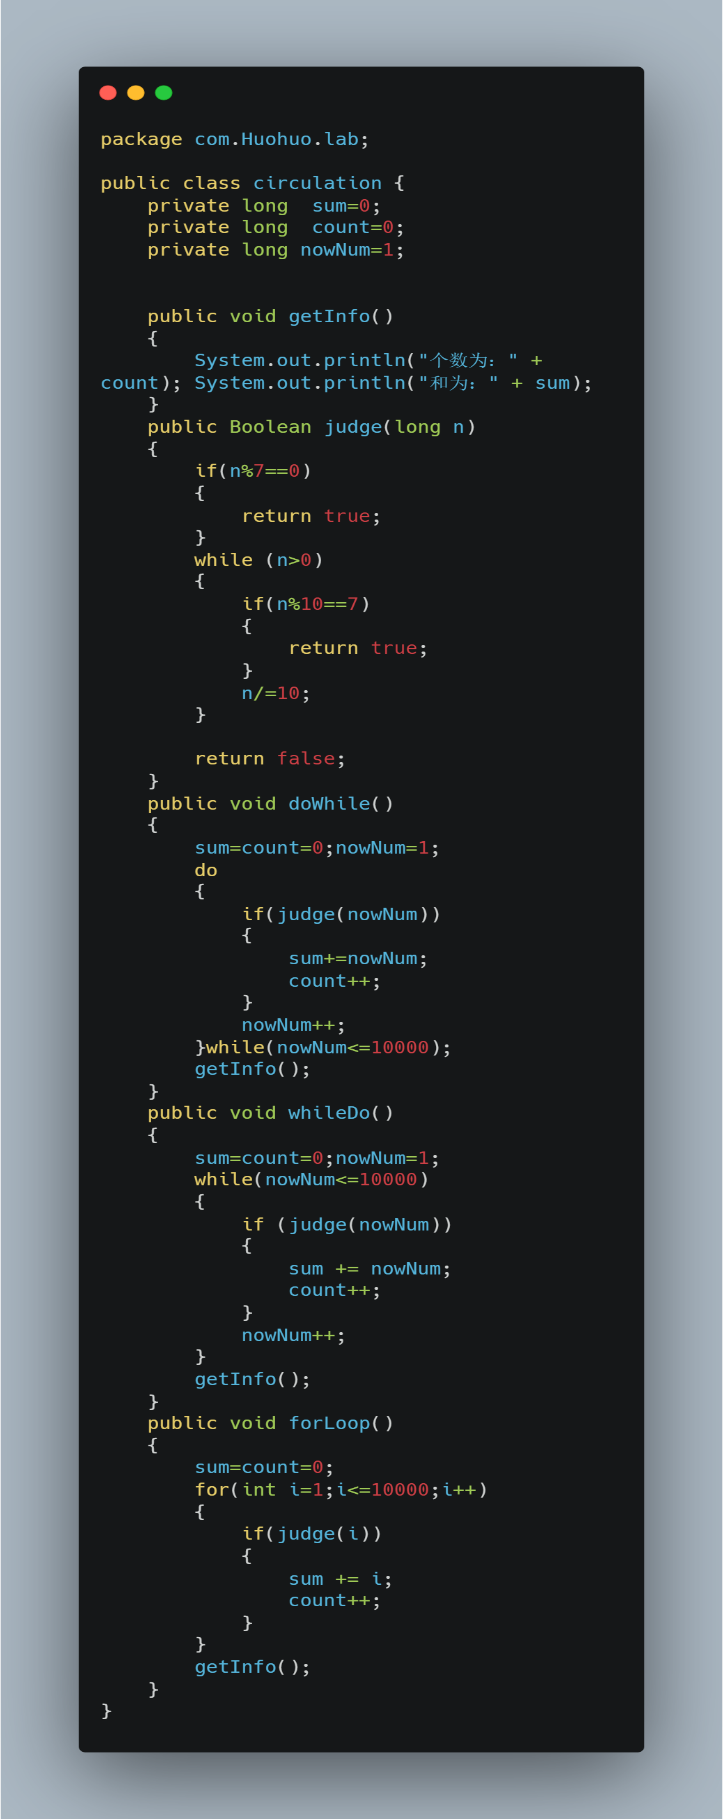 package com.Huohuo.lab;
public class circulation {
    private long  sum=0;
    private long  count=0;
    private long nowNum=1;
    public void getInfo()
    {
        System.out.println("个数为：" +
count); System.out.println("和为：" + sum);
    }
    public Boolean judge(long n)
    {
        if(n%7==0)
        {
            return true;
        }
        while (n>0)
        {
            if(n%10==7)
            {
                return true;
            }
            n/=10;
        }
        return false;
    }
    public void doWhile()
    {
        sum=count=0;nowNum=1;
        do
        {
            if(judge(nowNum))
            {
                sum+=nowNum;
                count++;
            }
            nowNum++;
        }while(nowNum<=10000);
        getInfo();
    }
    public void whileDo()
    {
        sum=count=0;nowNum=1;
        while(nowNum<=10000)
        {
            if (judge(nowNum))
            {
                sum += nowNum;
                count++;
            }
            nowNum++;
        }
        getInfo();
    }
    public void forLoop()
    {
        sum=count=0;
        for(int i=1;i<=10000;i++)
        {
            if(judge(i))
            {
                sum += i;
                count++;
            }
        }
        getInfo();
    }
}